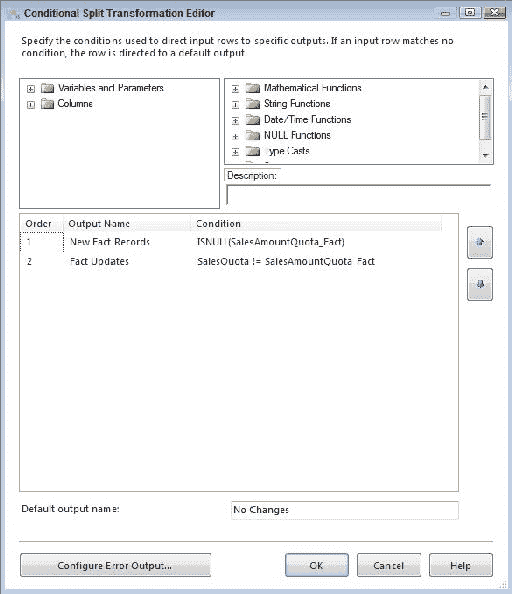 Conditional Split Transformation Editor
Specify the conditions used to direct input rows to specific outputs. If an input row matches no
condition, the row is directed to a default output.
Variables and Parameters
Columns
Mathematical Functions
String Functions
Date/Time Functions
NULL Functions
Type Casts
Description:
Order Output Name Condition
1 New Fact Records ISNULL(SalesAmountQuota_Fact)
2 Fact Updates SalesQuota != SalesAmountQuota_Fact
Default output name: No Changes
Configure Error Output... OK Cancel Help